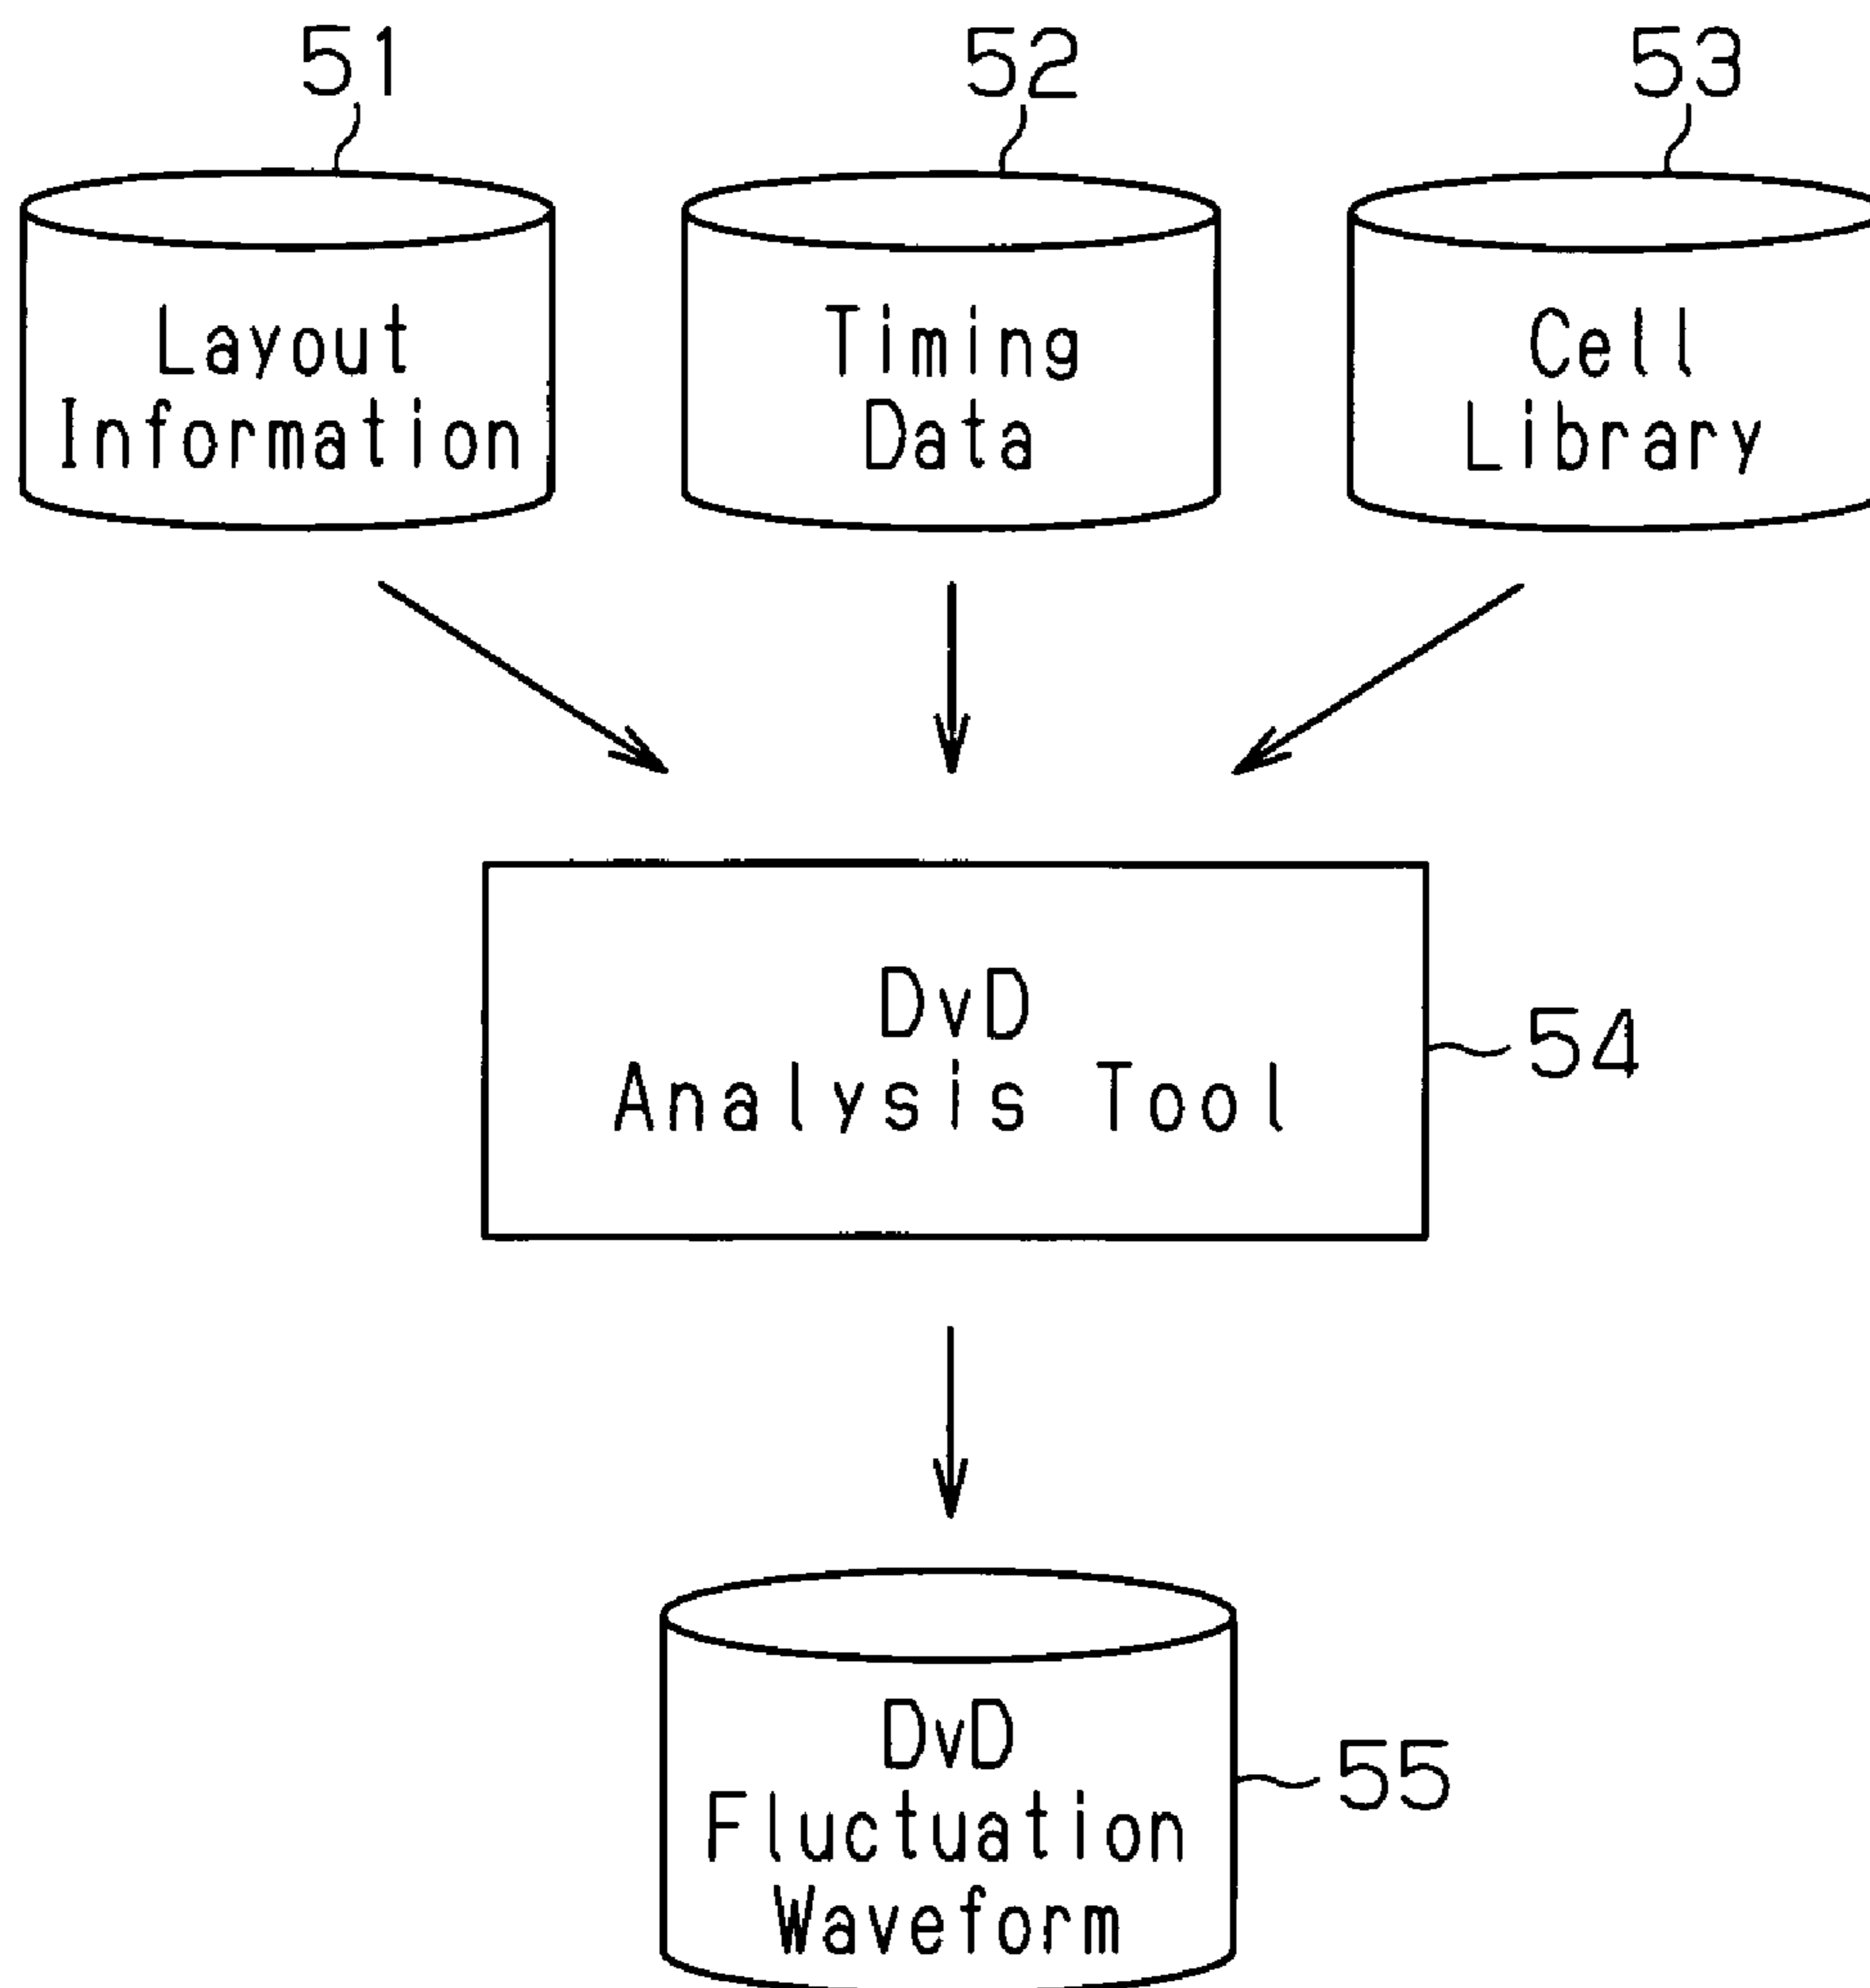 51
52
53
Layout
Information
Timing
Data
Cell
Library
DvD
Analysis Tool
54
DvD
Fluctuation
Waveform
55